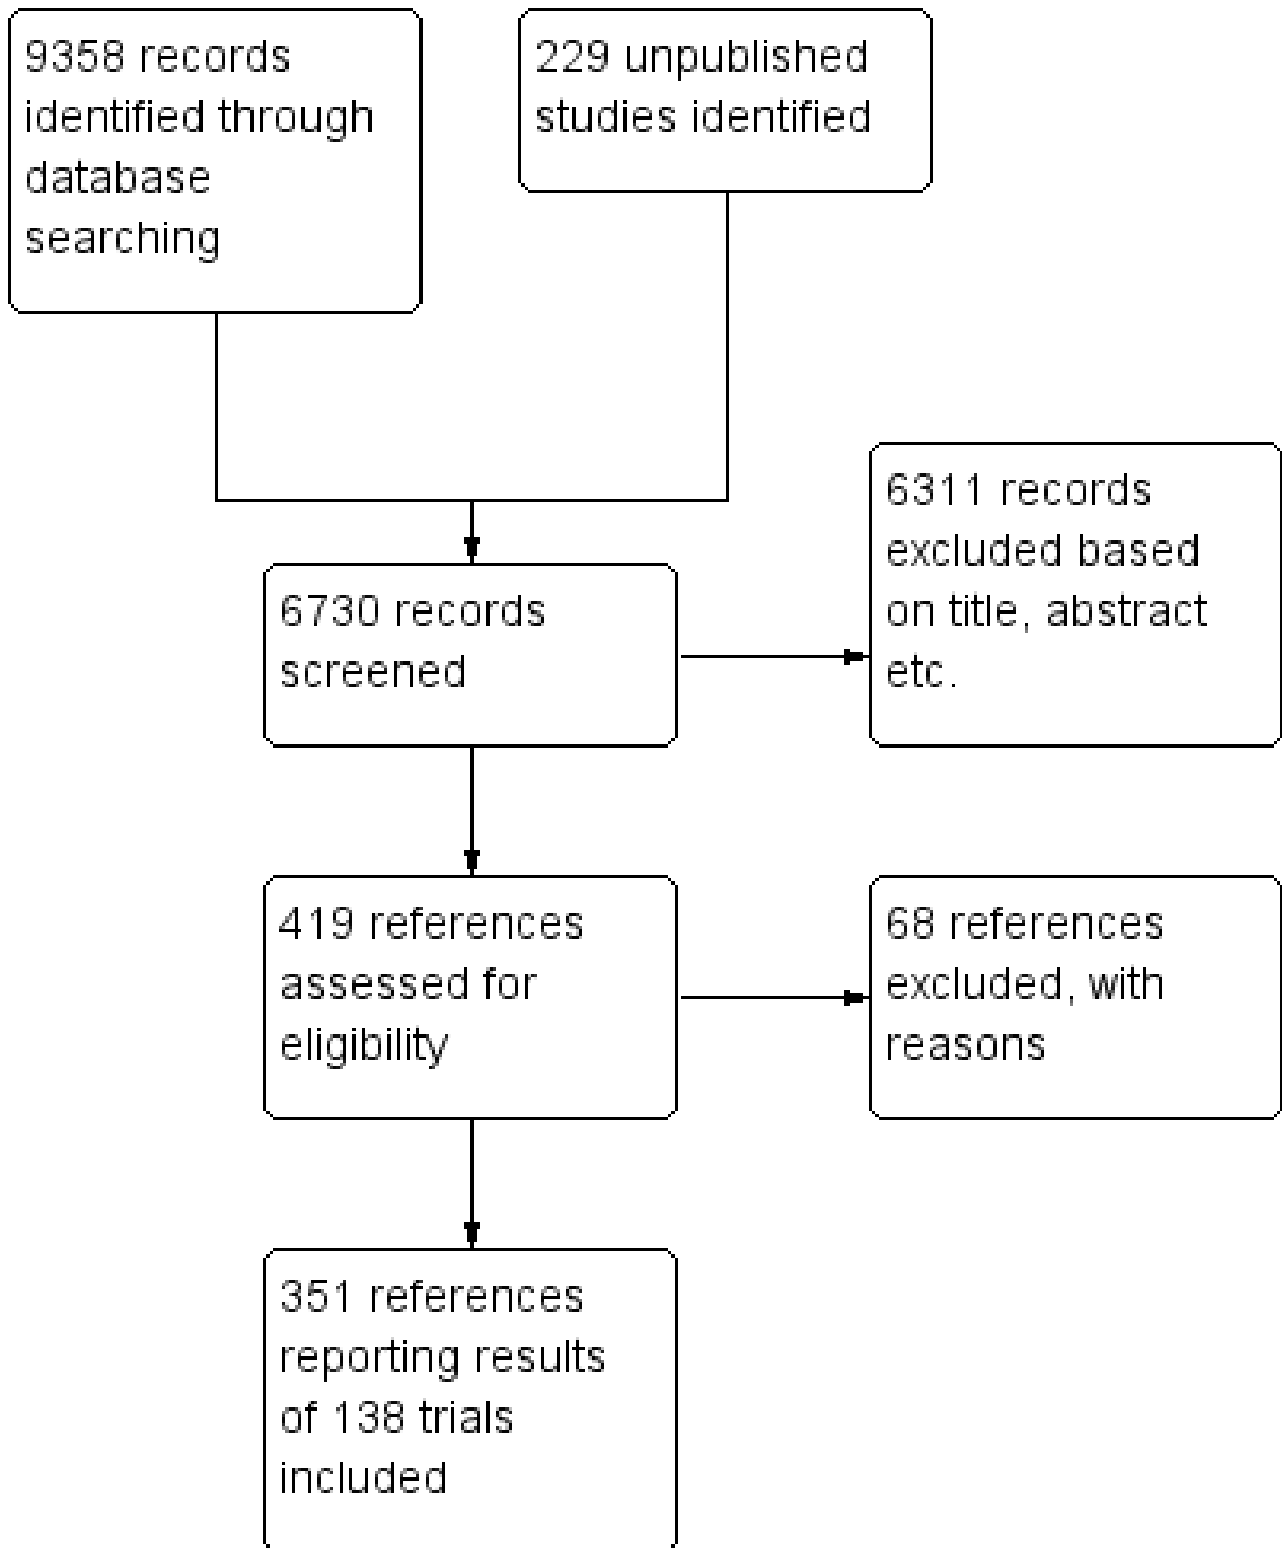 9358 records
identified through
database
searching
229 unpublished
studies identified
6730 records
screened
6311 records
excluded based
on title, abstract
etc.
419 references
assessed for
eligibility
68 references
excluded, with
reasons
351 references
reporting results
of 138 trials
included